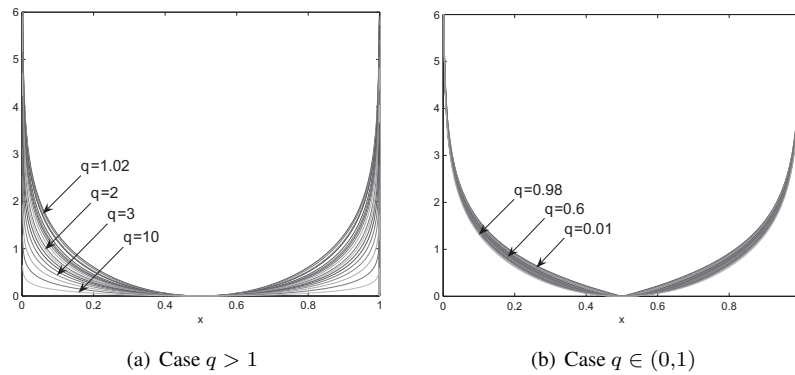 6
5
4
3
2
1
0
q=1.02
q=2
q=3
q=10
0 0.2 0.4 0.6 0.8 1
x
(a) Case q > 1
6
5
4
3
2
1
0
q=0.98
q=0.6
q=0.01
0 0.2 0.4 0.6 0.8
x
(b) Case q ∈ (0,1)